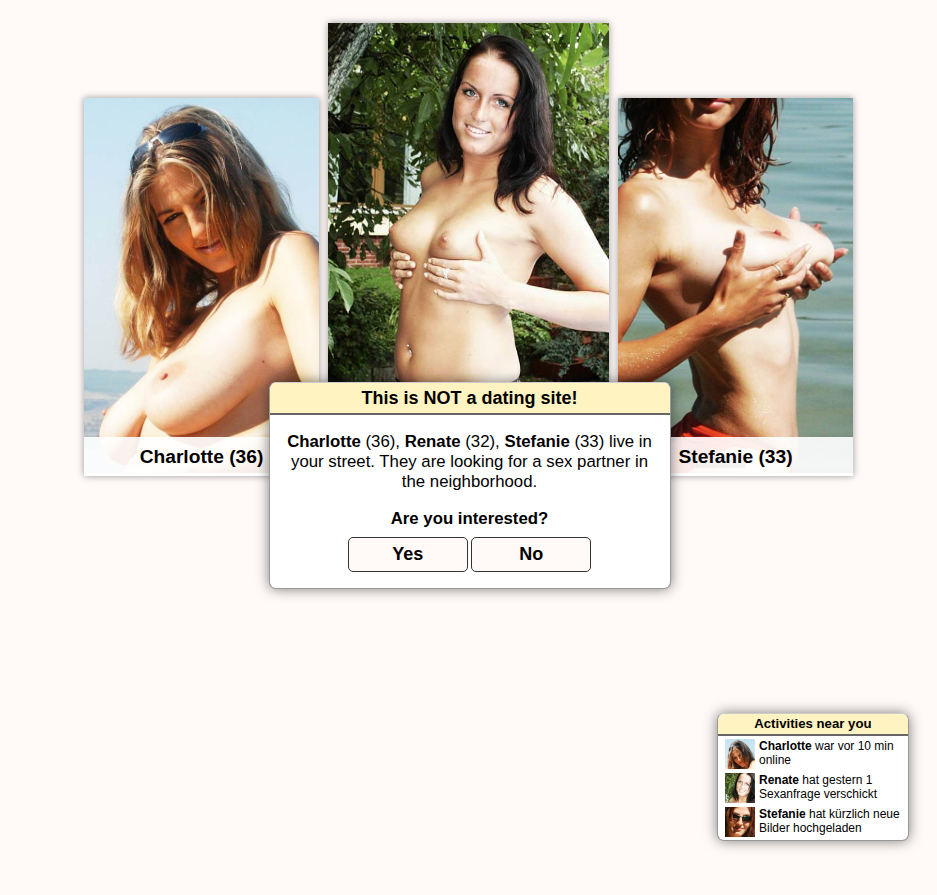 Charlotte (36)
Stefanie (33)
This is NOT a dating site!
Charlotte (36), Renate (32), Stefanie (33) live in
your street. They are looking for a sex partner in
the neighborhood.
Are you interested?
Yes No
Activities near you
Charlotte war vor 10 min
online
Renate hat gestern 1
Sexanfrage verschickt
Stefanie hat kürzlich neue
Bilder hochgeladen